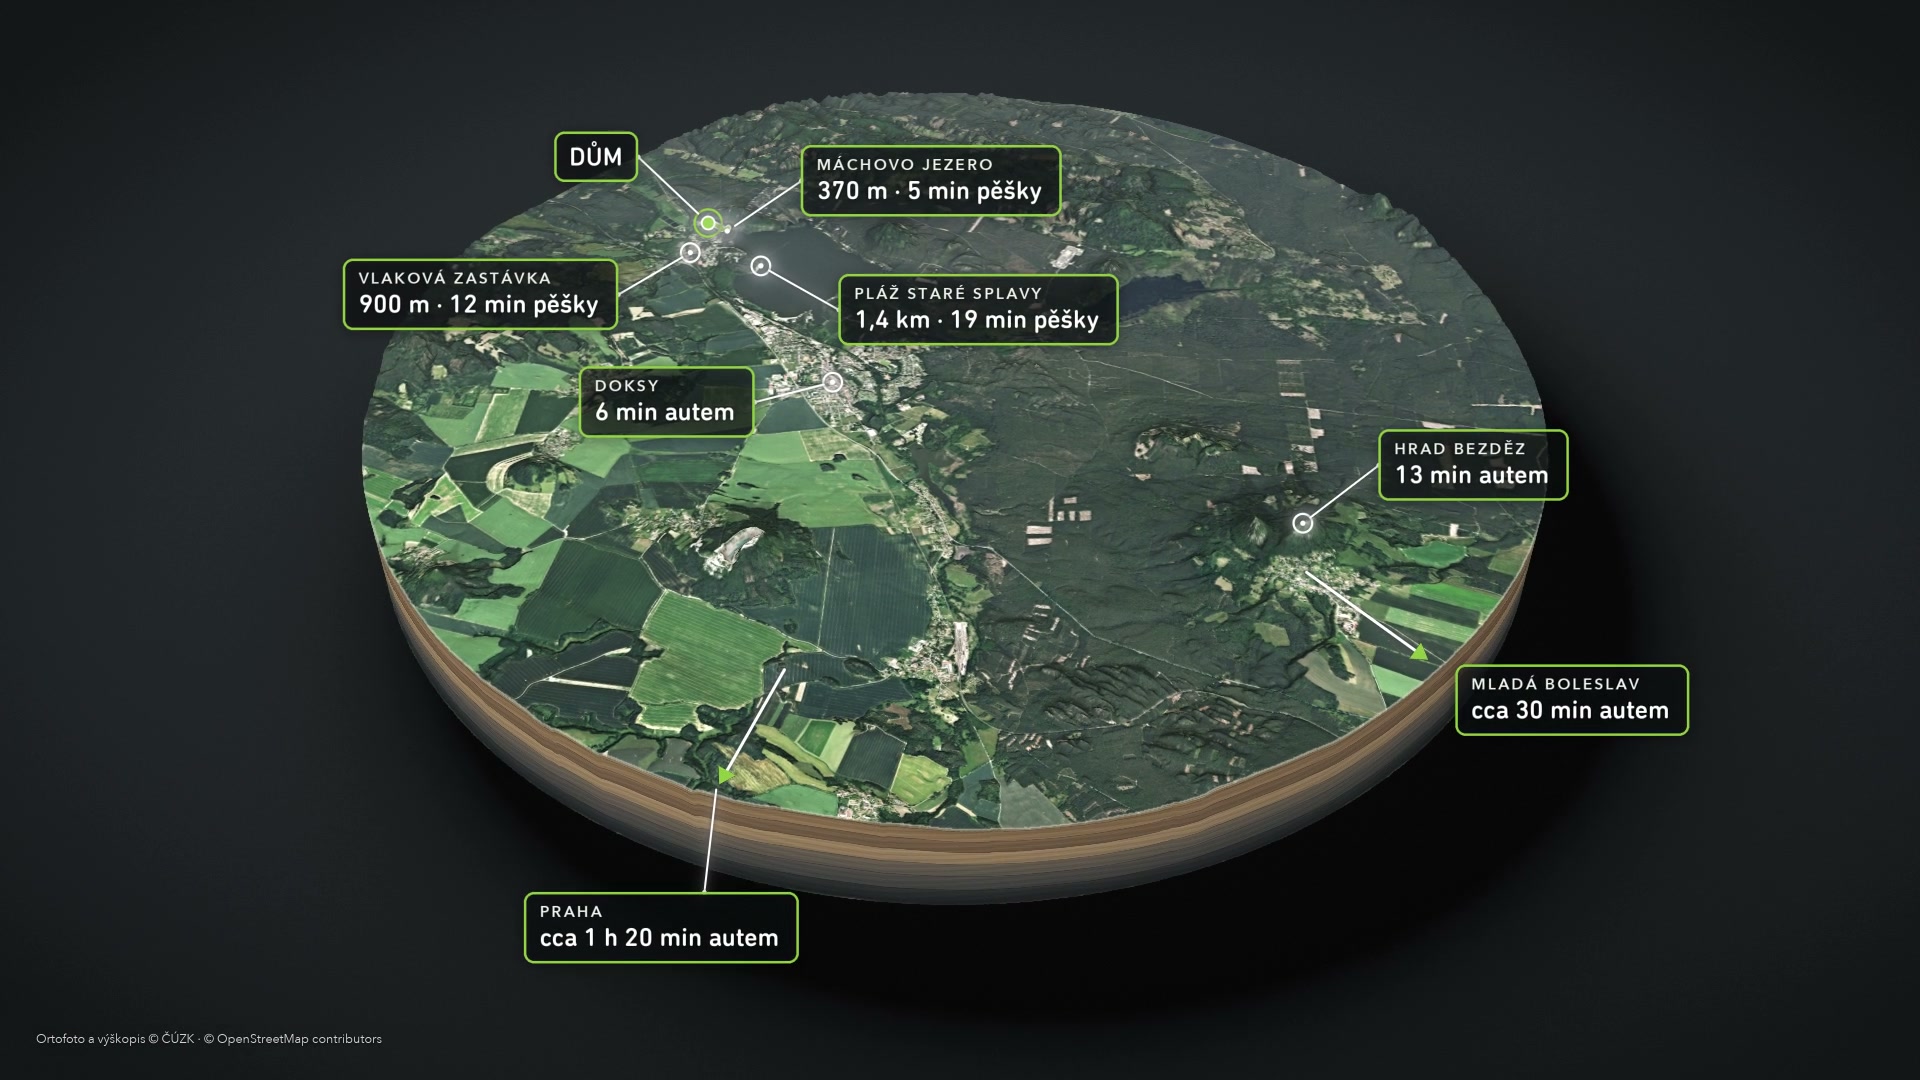 DŮM
MÁCHOVO JEZERO
370 m · 5 min pěšky
VLAKOVÁ ZASTÁVKA
900 m · 12 min pěšky
PLÁŽ STARÉ SPLAVY
1,4 km · 19 min pěšky
DOKSY
6 min autem
HRAD BEZDĚZ
13 min autem
MLADÁ BOLESLAV
cca 30 min autem
PRAHA
cca 1 h 20 min autem
Ortofoto a výškopis © ČÚZK · © OpenStreetMap contributors